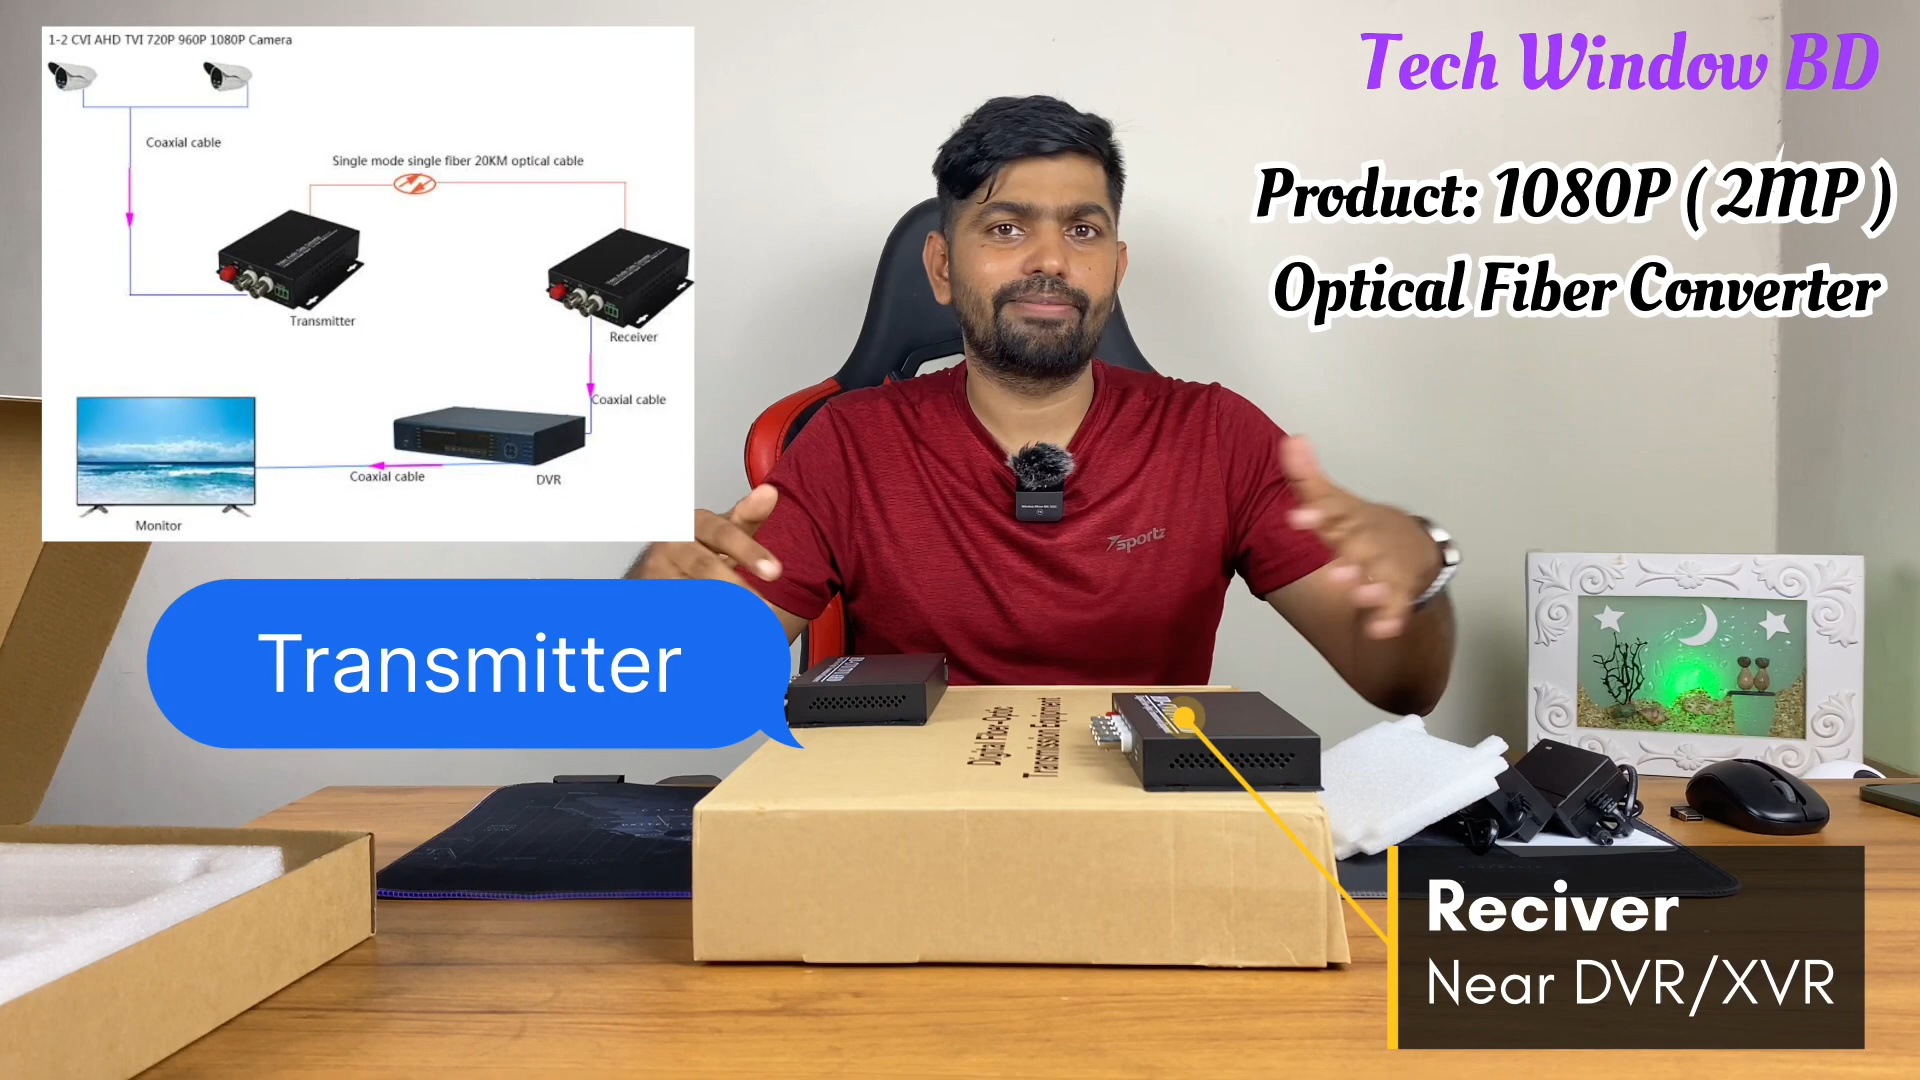 1-2 CVI AHD TVI 720P 960P 1080P Camera
Coaxial cable
Single mode single fiber 20KM optical cable
Transmitter
Receiver
Coaxial cable
Coaxial cable
DVR
Monitor
Tech Window BD
Product: 1080P ( 2MP )
Optical Fiber Converter
sportz
Transmitter
Digital Fiber-Optic
Transmission Equipment
Reciver
Near DVR/XVR